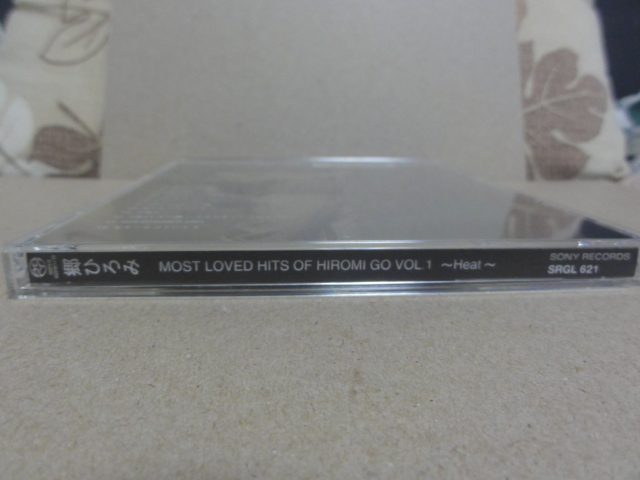 郷ひろみ MOST LOVED HITS OF HIROMI GO VOL 1 ～Heat～
SONY RECORDS
SRGL 621